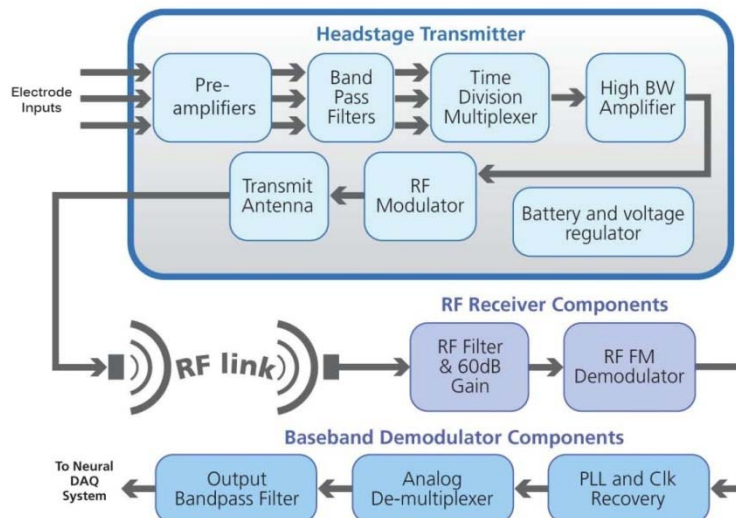 Headstage Transmitter
Electrode
Inputs
Pre-
amplifiers
Band
Pass
Filters
Time
Division
Multiplexer
High BW
Amplifier
Transmit
Antenna
RF
Modulator
Battery and voltage
regulator
RF Receiver Components
RF link
RF Filter
& 60dB
Gain
RF FM
Demodulator
Baseband Demodulator Components
To Neural
DAQ
System
Output
Bandpass Filter
Analog
De-multiplexer
PLL and Clk
Recovery